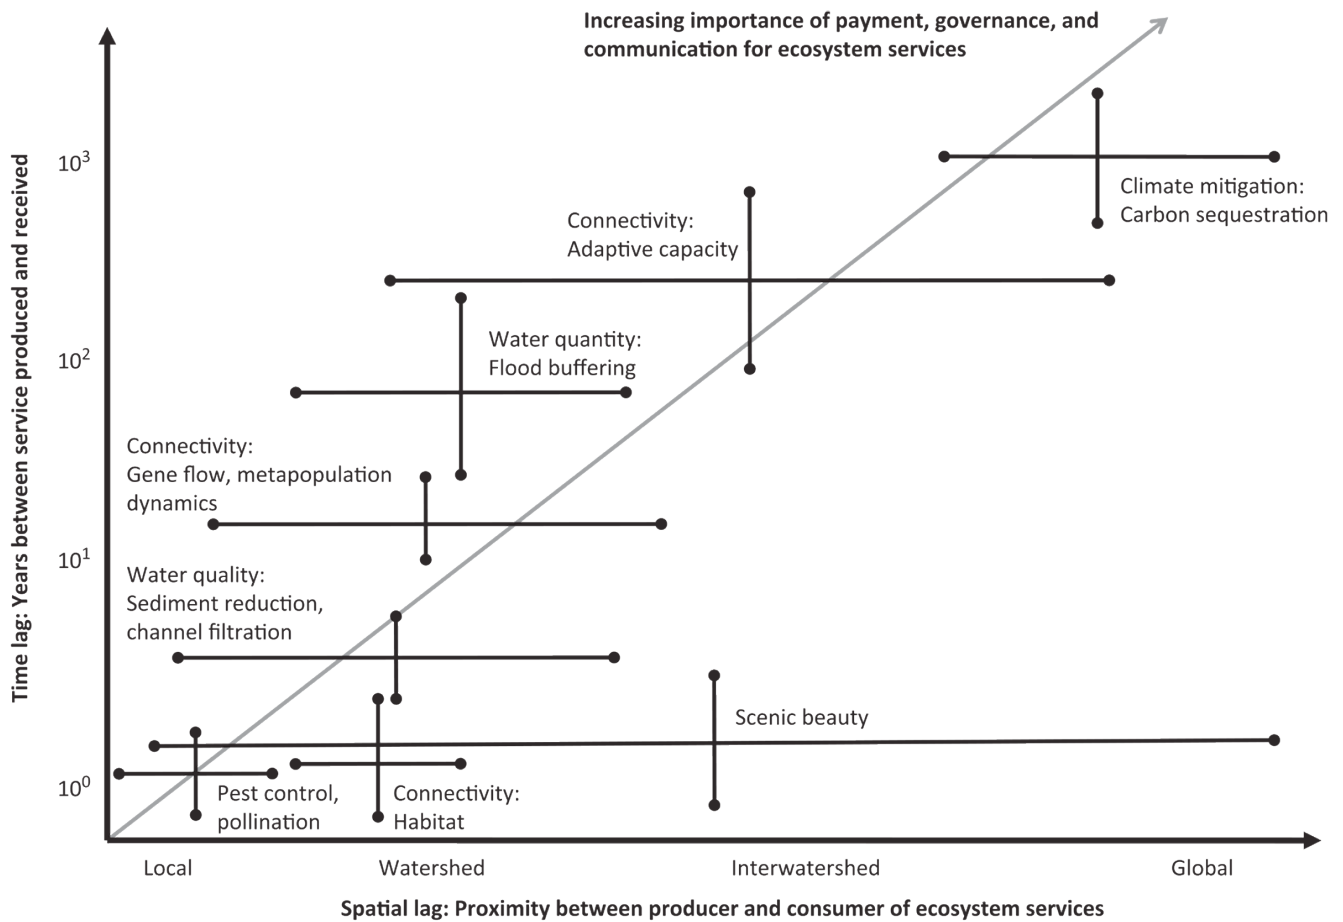 Increasing importance of payment, governance, and
communication for ecosystem services
Time lag: Years between service produced and received
10³
10²
10¹
10⁰
Climate mitigation:
Carbon sequestration
Connectivity:
Adaptive capacity
Water quantity:
Flood buffering
Connectivity:
Gene flow, metapopulation
dynamics
Water quality:
Sediment reduction,
channel filtration
Scenic beauty
Pest control,
pollination
Connectivity:
Habitat
Local
Watershed
Interwatershed
Global
Spatial lag: Proximity between producer and consumer of ecosystem services